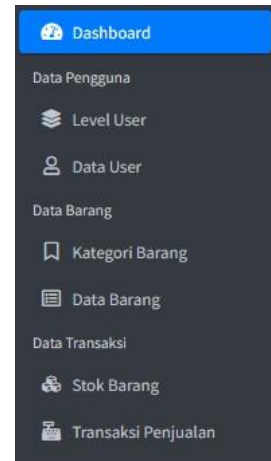 Dashboard
Data Pengguna
Level User
Data User
Data Barang
Kategori Barang
Data Barang
Data Transaksi
Stok Barang
Transaksi Penjualan